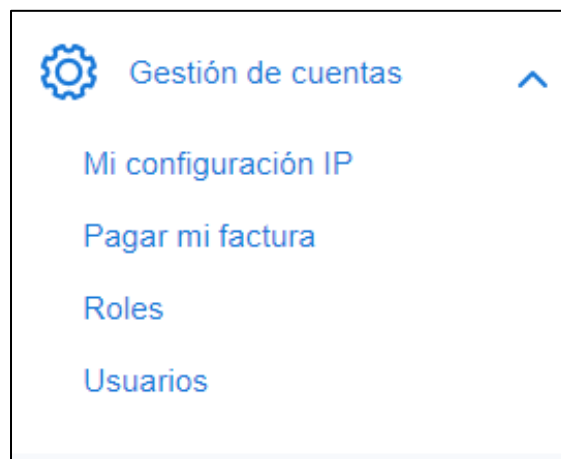 Gestión de cuentas
Mi configuración IP
Pagar mi factura
Roles
Usuarios